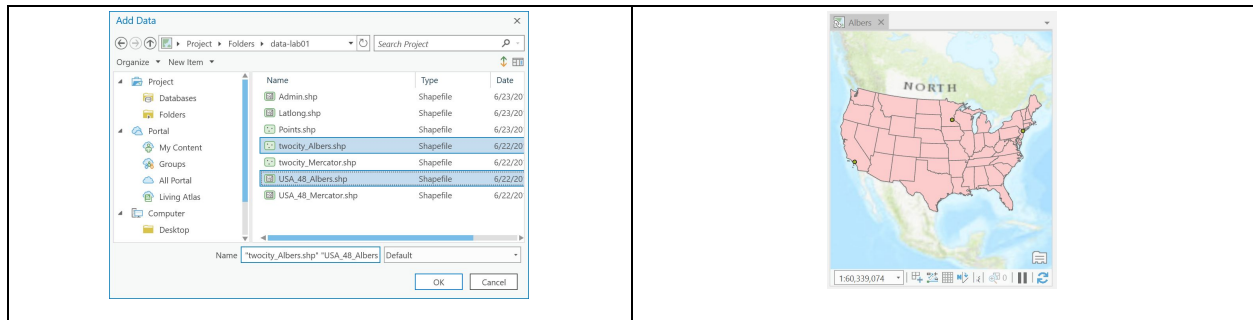 Add Data
Project Folders data-lab01 Search Project
Organize New Item
Project
Databases
Folders
Portal
My Content
Groups
All Portal
Living Atlas
Computer
Desktop
Name Type Date
Admin.shp Shapefile 6/23/20
Latlong.shp Shapefile 6/23/20
Points.shp Shapefile 6/23/20
twocity_Albers.shp Shapefile 6/22/20
twocity_Mercator.shp Shapefile 6/22/20
USA_48_Albers.shp Shapefile 6/22/20
USA_48_Mercator.shp Shapefile 6/22/20
Name "twocity_Albers.shp" "USA_48_Albers Default
OK Cancel
Albers
NORTH
1:60,339,074 0